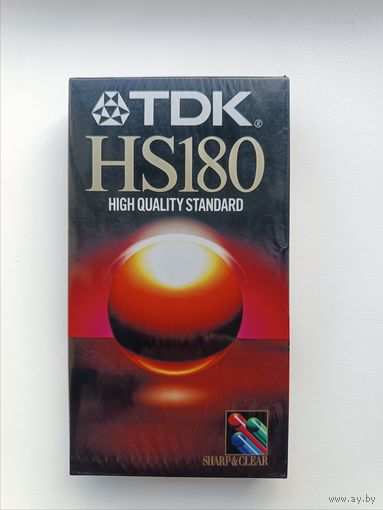 TDK®
HS180
HIGH QUALITY STANDARD
SHARP&CLEAR
www.ay.by